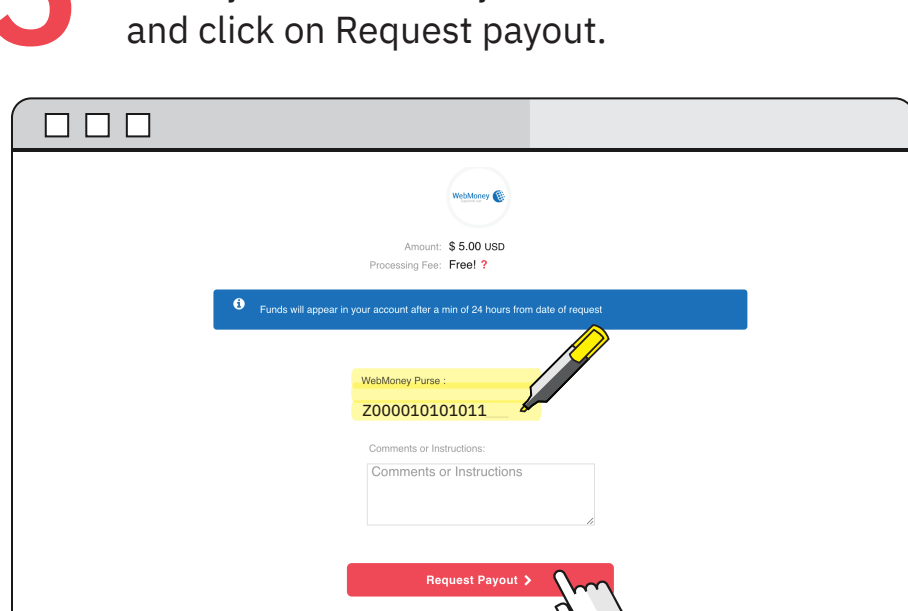 and click on Request payout.
WebMoney
Amount: $ 5.00 USD
Processing Fee: Free! ?
Funds will appear in your account after a min of 24 hours from date of request
WebMoney Purse :
Z000010101011
Comments or Instructions:
Comments or Instructions
Request Payout